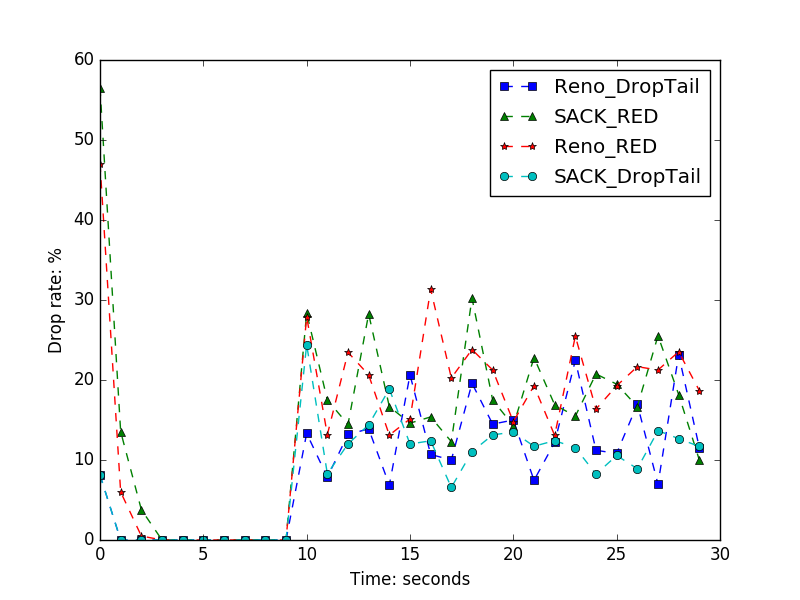 60
50
40
30
20
10
0
Drop rate: %
Reno_DropTail
SACK_RED
Reno_RED
SACK_DropTail
0 5 10 15 20 25 30
Time: seconds